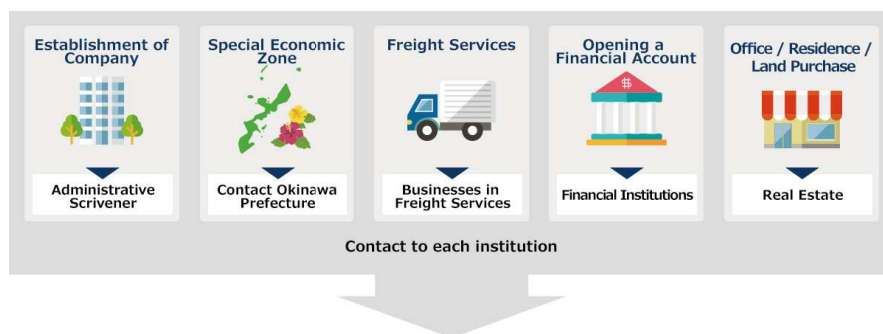 Establishment of
Company
Special Economic
Zone
Freight Services
Opening a
Financial Account
Office / Residence /
Land Purchase
$
Administrative
Scrivener
Contact Okinawa
Prefecture
Businesses in
Freight Services
Financial Institutions
Real Estate
Contact to each institution